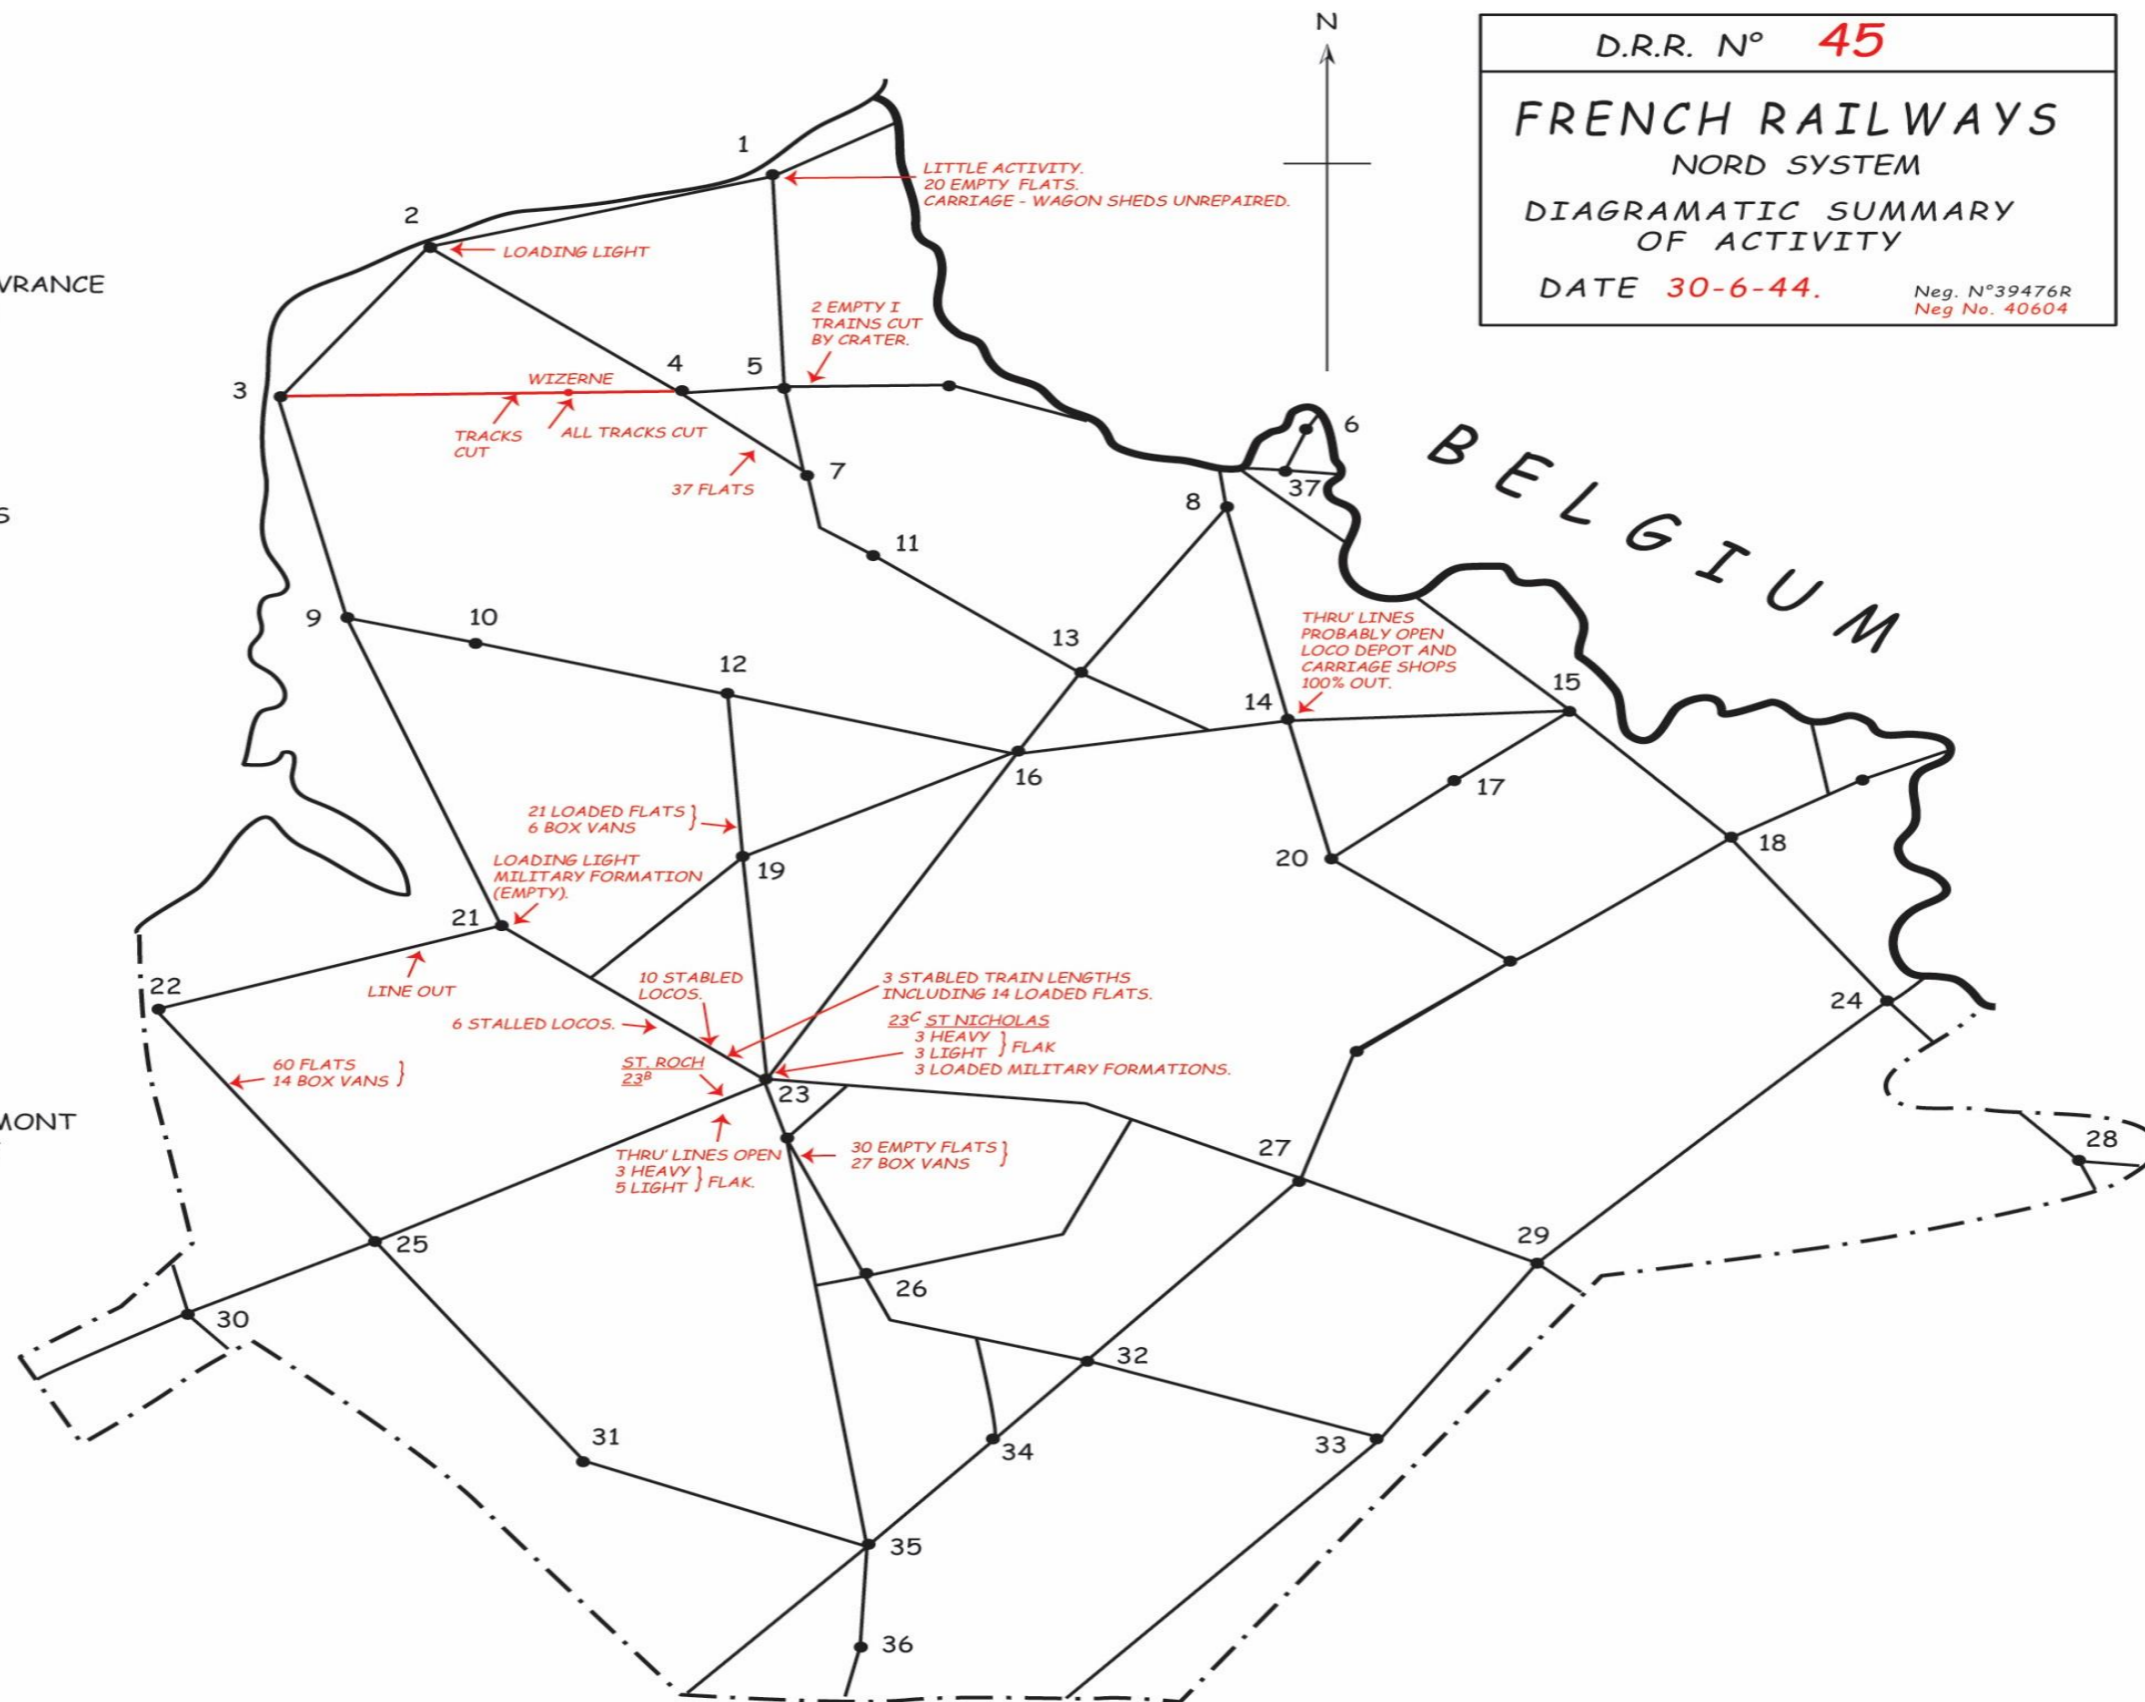 N
D.R.R. Nº 45
FRENCH RAILWAYS
NORD SYSTEM
DIAGRAMATIC SUMMARY
OF ACTIVITY
DATE 30-6-44.
Neg. Nº39476R
Neg No. 40604
VRANCE
S
MONT
BELGIUM
1
LITTLE ACTIVITY.
20 EMPTY FLATS.
CARRIAGE - WAGON SHEDS UNREPAIRED.
2
LOADING LIGHT
2 EMPTY I
TRAINS CUT
BY CRATER.
3
WIZERNE
4
5
TRACKS
CUT
ALL TRACKS CUT
37 FLATS
6
37
7
8
9
10
11
12
13
THRU' LINES
PROBABLY OPEN
LOCO DEPOT AND
CARRIAGE SHOPS
100% OUT.
14
15
16
17
18
21 LOADED FLATS }
6 BOX VANS
19
20
LOADING LIGHT
MILITARY FORMATION
(EMPTY).
21
LINE OUT
22
10 STABLED
LOCOS.
3 STABLED TRAIN LENGTHS
INCLUDING 14 LOADED FLATS.
6 STALLED LOCOS.
23C ST NICHOLAS
3 HEAVY
3 LIGHT } FLAK
3 LOADED MILITARY FORMATIONS.
ST. ROCH
23B
23
24
60 FLATS
14 BOX VANS }
THRU' LINES OPEN
3 HEAVY
5 LIGHT } FLAK.
30 EMPTY FLATS
27 BOX VANS }
25
26
27
28
29
30
31
32
33
34
35
36